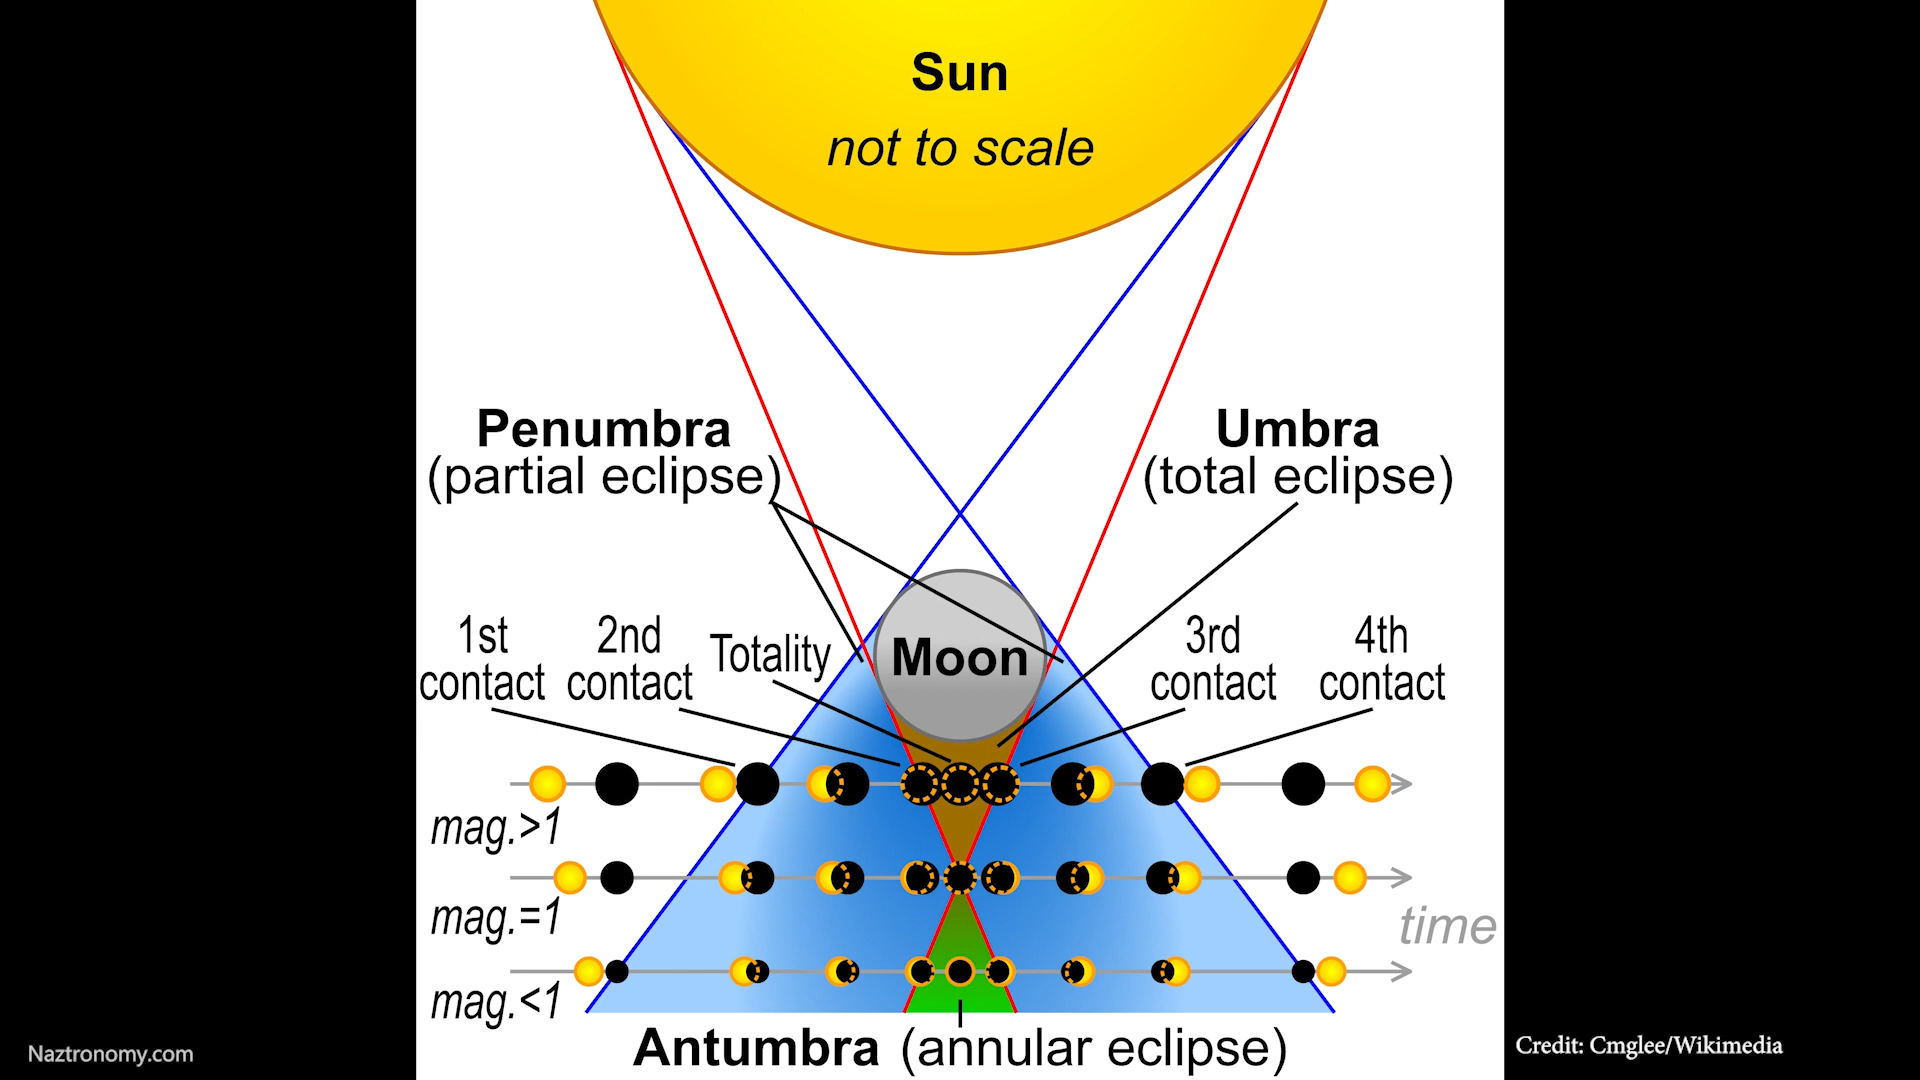 Sun
not to scale
Penumbra
(partial eclipse)
Umbra
(total eclipse)
1st
contact
2nd
contact
Totality
Moon
3rd
contact
4th
contact
mag.>1
mag.=1
time
mag.<1
Antumbra (annular eclipse)
Naztronomy.com
Credit: Cmglee/Wikimedia